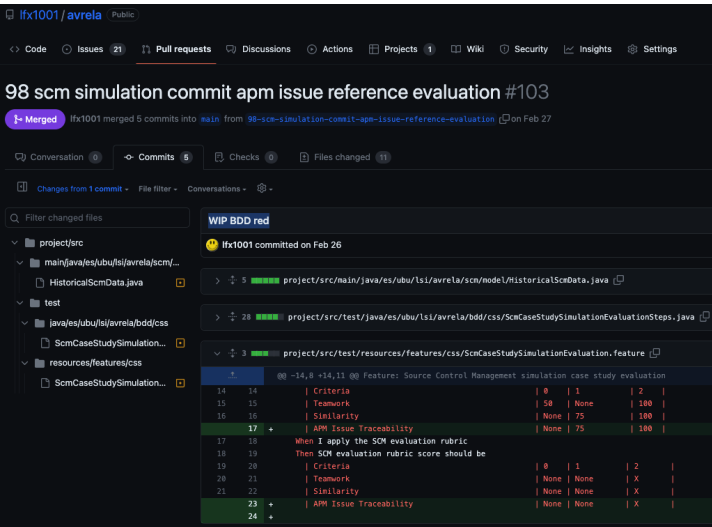 lfx1001 / avrela Public
Code Issues 21 Pull requests Discussions Actions Projects 1 Wiki Security Insights Settings
98 scm simulation commit apm issue reference evaluation #103
Merged lfx1001 merged 5 commits into main from 98-scm-simulation-commit-apm-issue-reference-evaluation on Feb 27
Conversation 0 Commits 5 Checks 0 Files changed 11
Changes from 1 commit File filter Conversations
Filter changed files
project/src
main/java/es/ubu/lsi/avrela/scm/...
HistoricalScmData.java
test
java/es/ubu/lsi/avrela/bdd/css
ScmCaseStudySimulation...
resources/features/css
ScmCaseStudySimulation...
WIP BDD red
lfx1001 committed on Feb 26
5 project/src/main/java/es/ubu/lsi/avrela/scm/model/HistoricalScmData.java
28 project/src/test/java/es/ubu/lsi/avrela/bdd/css/ScmCaseStudySimulationEvaluationSteps.java
3 project/src/test/resources/features/css/ScmCaseStudySimulationEvaluation.feature
@@ -14,8 +14,11 @@ Feature: Source Control Management simulation case study evaluation
14 14 | Criteria | 0 | 1 | 2 |
15 15 | Teamwork | 50 | None | 100 |
16 16 | Similarity | None | 75 | 100 |
17 + | APM Issue Traceability | None | 75 | 100 |
17 18 When I apply the SCM evaluation rubric
18 19 Then SCM evaluation rubric score should be
19 20 | Criteria | 0 | 1 | 2 |
20 21 | Teamwork | None | None | X |
21 22 | Similarity | None | None | X |
23 + | APM Issue Traceability | None | None | X |
24 +